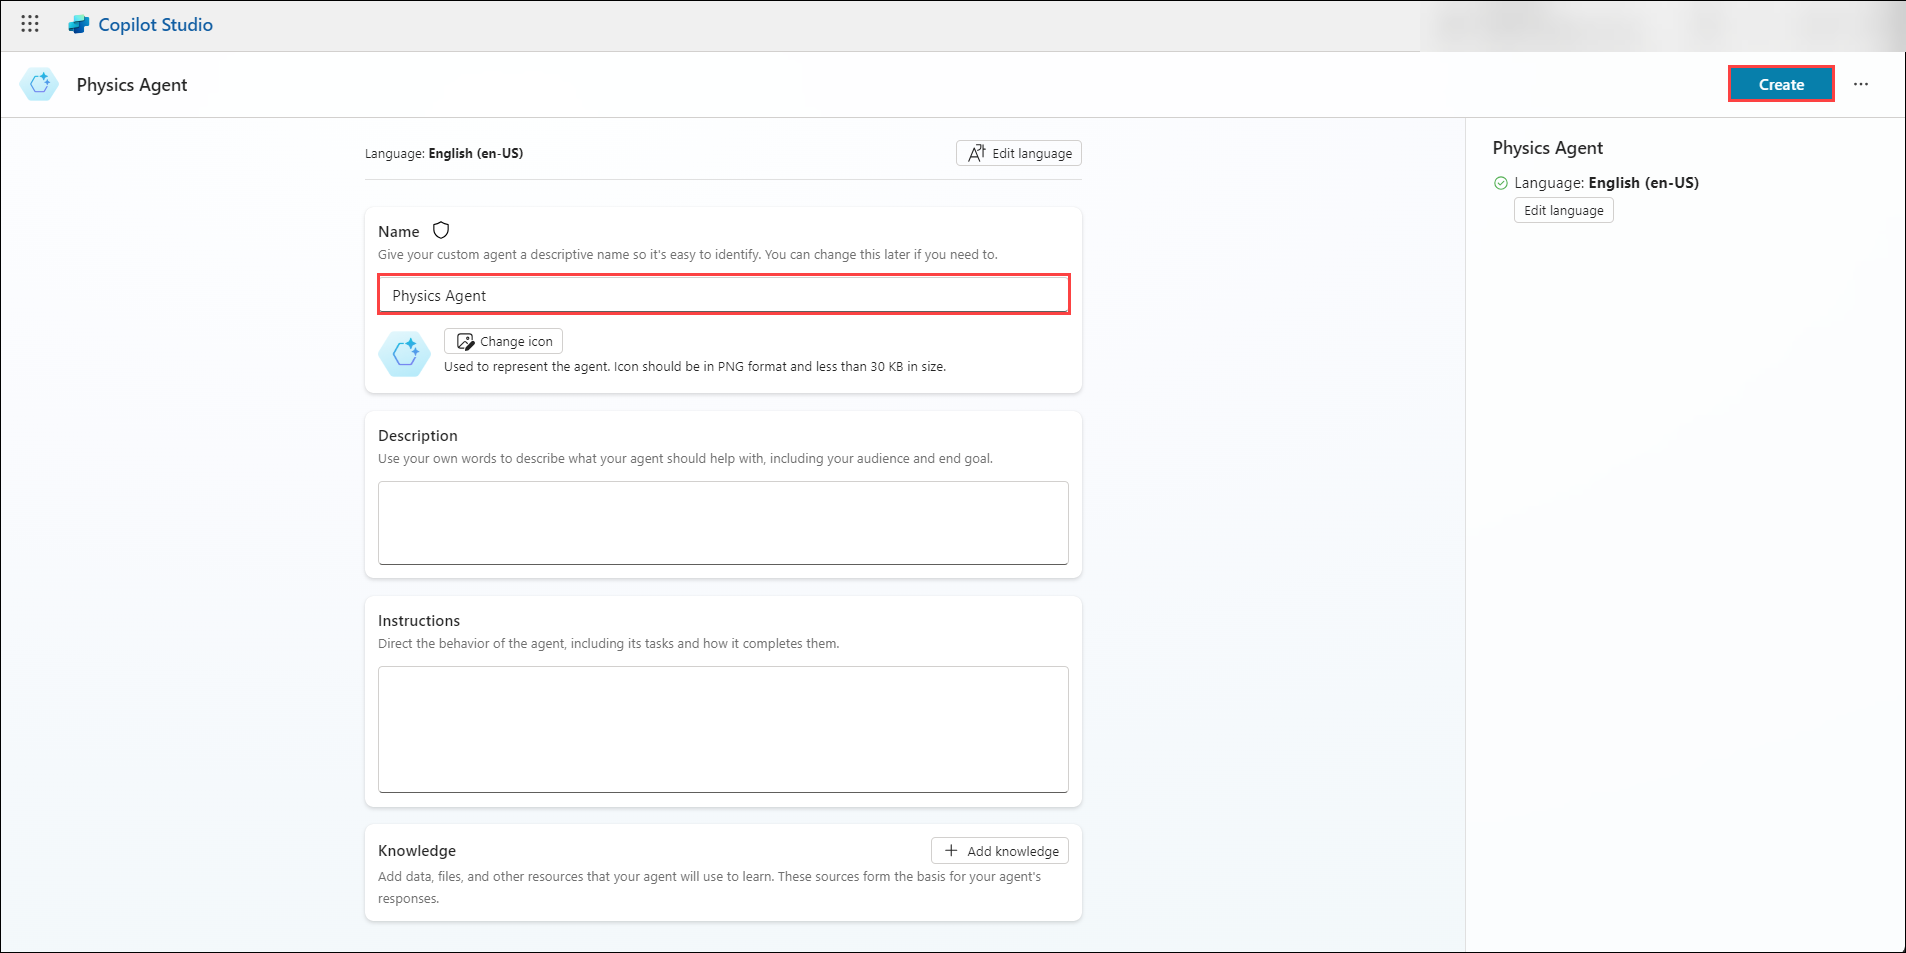 Copilot Studio
Physics Agent
Create
Language: English (en-US)
Edit language
Name
Give your custom agent a descriptive name so it's easy to identify. You can change this later if you need to.
Physics Agent
Change icon
Used to represent the agent. Icon should be in PNG format and less than 30 KB in size.
Description
Use your own words to describe what your agent should help with, including your audience and end goal.
Instructions
Direct the behavior of the agent, including its tasks and how it completes them.
Knowledge
Add knowledge
Add data, files, and other resources that your agent will use to learn. These sources form the basis for your agent's
responses.
Physics Agent
Language: English (en-US)
Edit language